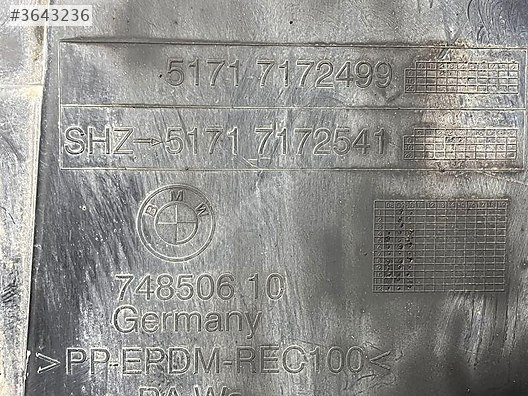 #3643236
5171 7172499
SHZ→5171 7172541
BMW
748506 10
Germany
>PP-EPDM-REC100<